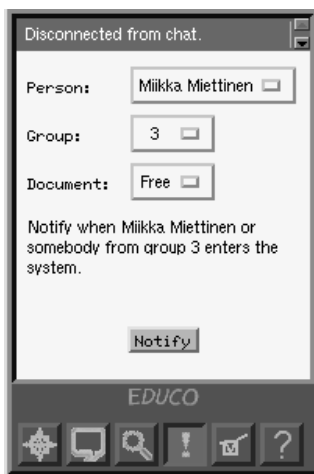 Disconnected from chat.
Person: Miikka Miettinen
Group: 3
Document: Free
Notify when Miikka Miettinen or
somebody from group 3 enters the
system.
Notify
EDUCO
! ?